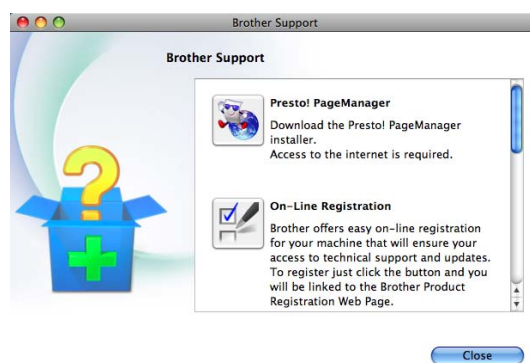 Brother Support
Brother Support
Presto! PageManager
Download the Presto! PageManager
installer.
Access to the internet is required.
On-Line Registration
Brother offers easy on-line registration
for your machine that will ensure your
access to technical support and updates.
To register just click the button and you
will be linked to the Brother Product
Registration Web Page.
Close